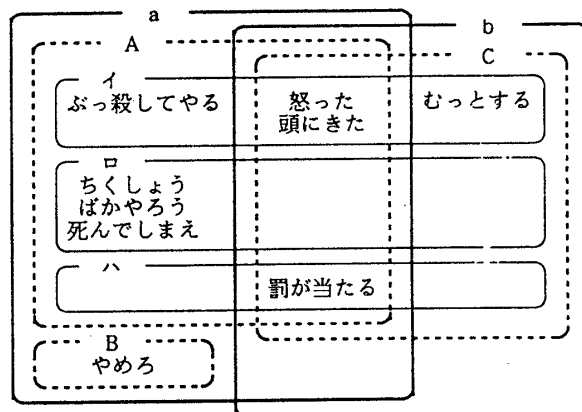 a
b
A
C
イ
ぶっ殺してやる 怒った むっとする
頭にきた
ロ
ちくしょう
ばかやろう
死んでしまえ
ハ
罰が当たる
B
やめろ